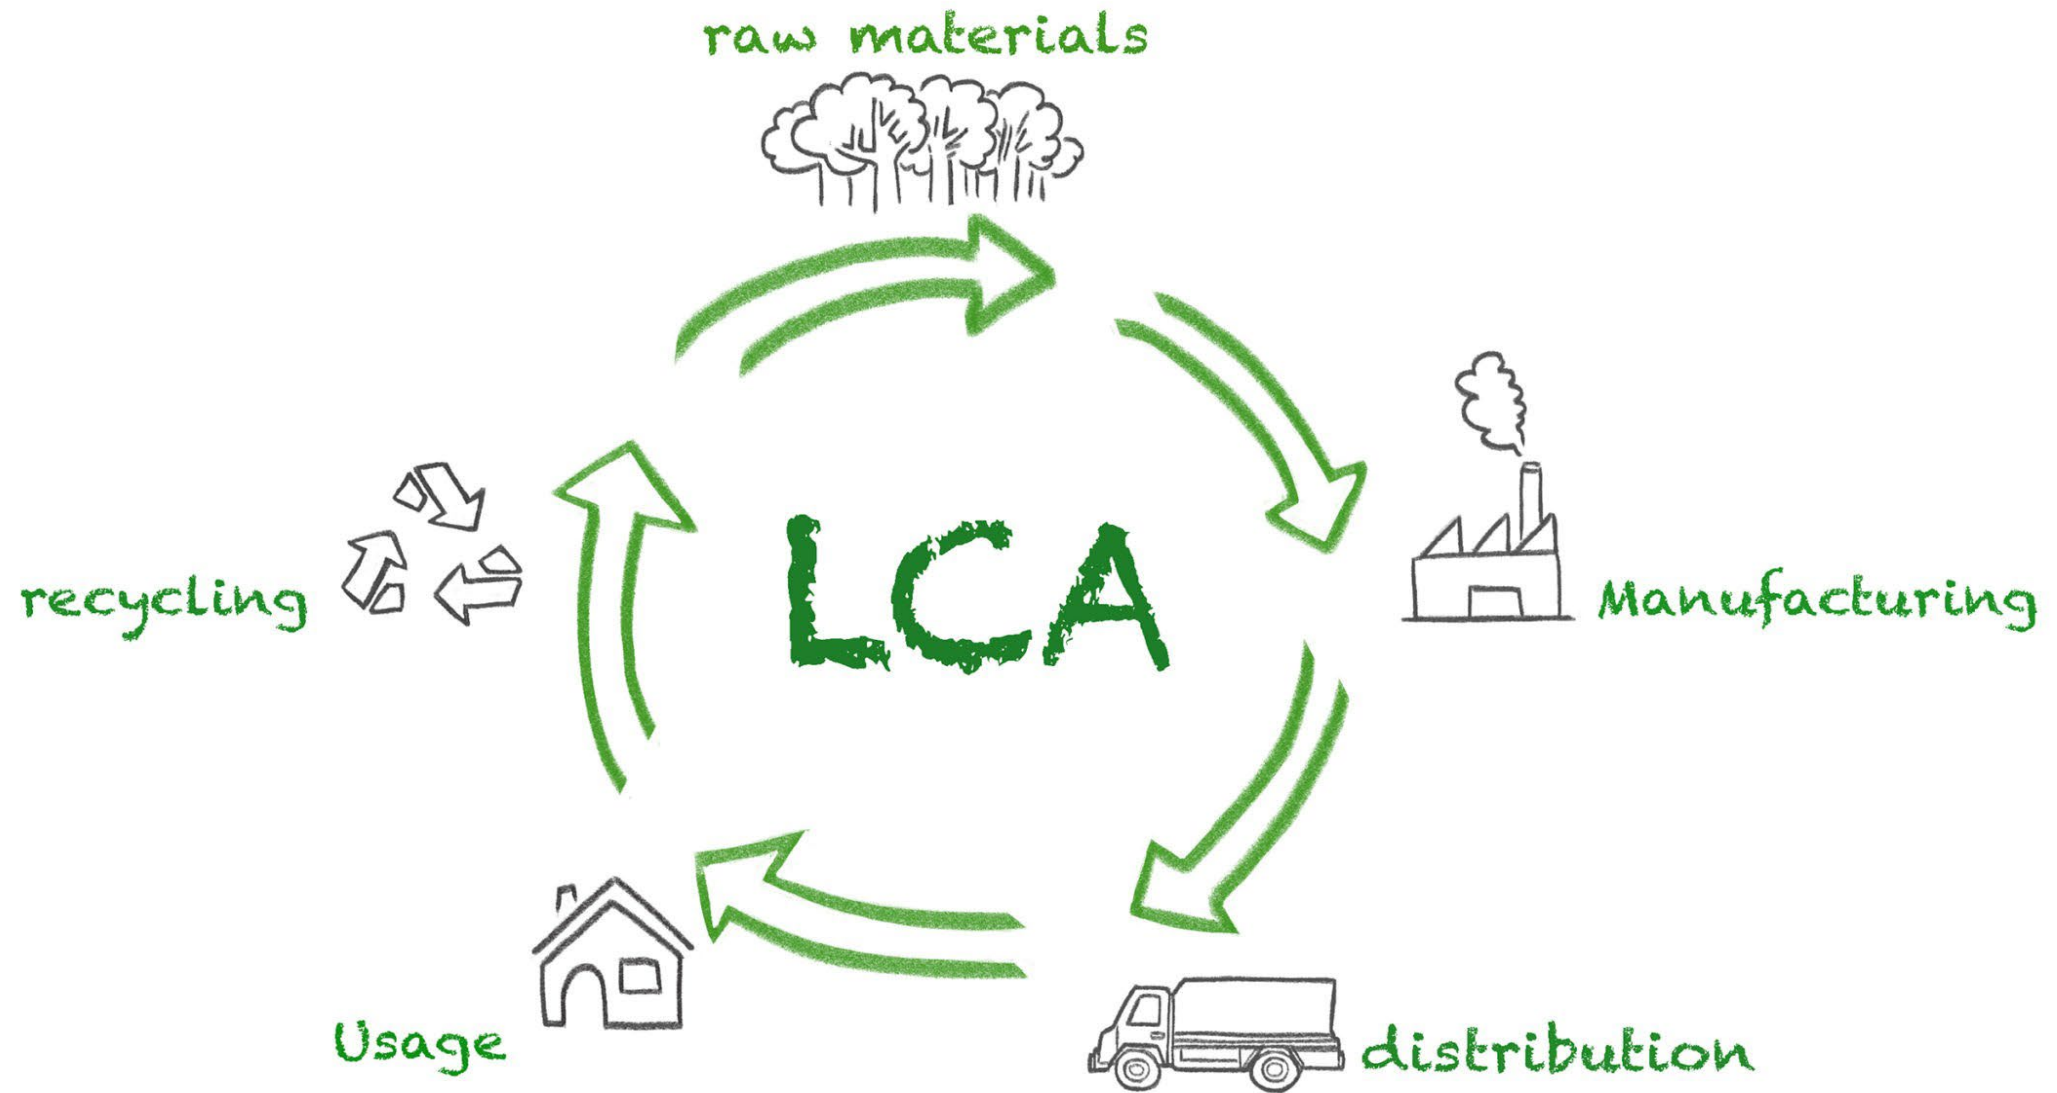 raw materials
Manufacturing
distribution
Usage
recycling
LCA